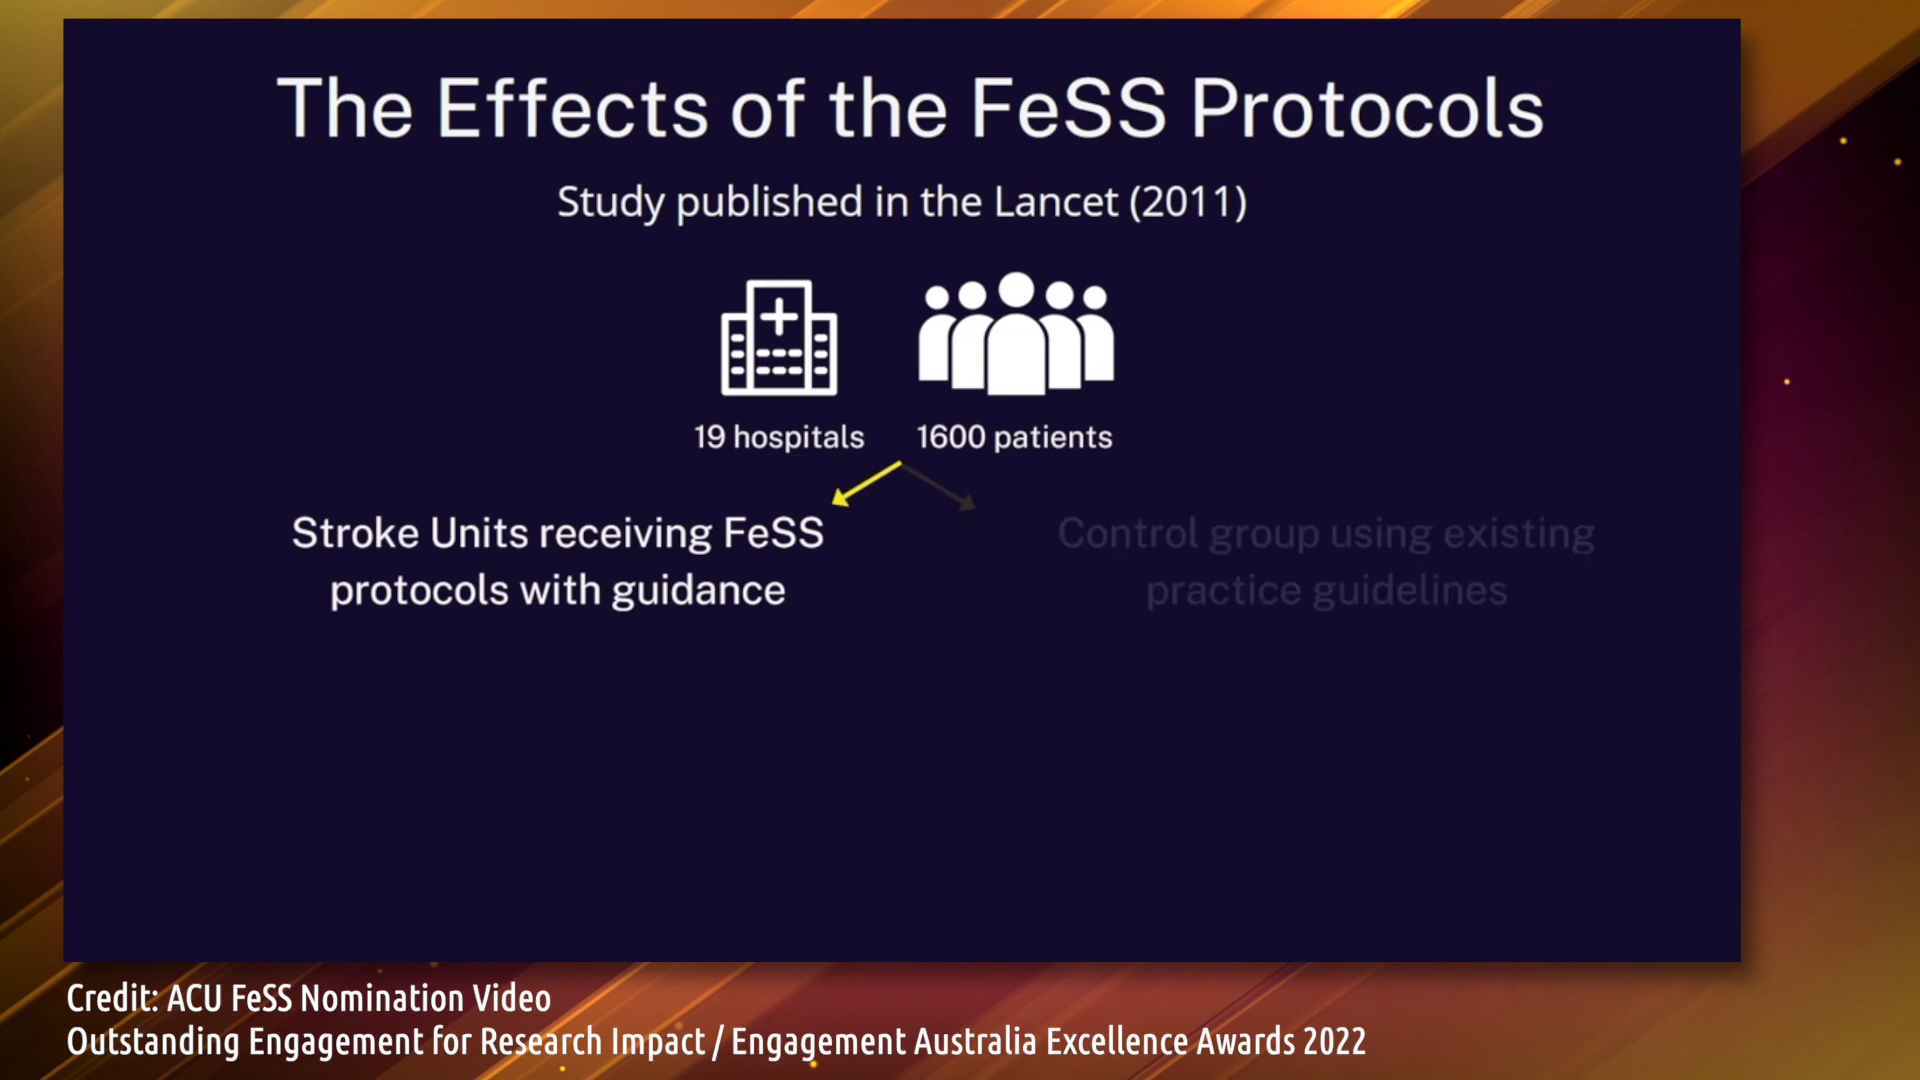 The Effects of the FeSS Protocols
Study published in the Lancet (2011)
19 hospitals
1600 patients
Stroke Units receiving FeSS
protocols with guidance
Control group using existing
practice guidelines
Credit: ACU FeSS Nomination Video
Outstanding Engagement for Research Impact / Engagement Australia Excellence Awards 2022